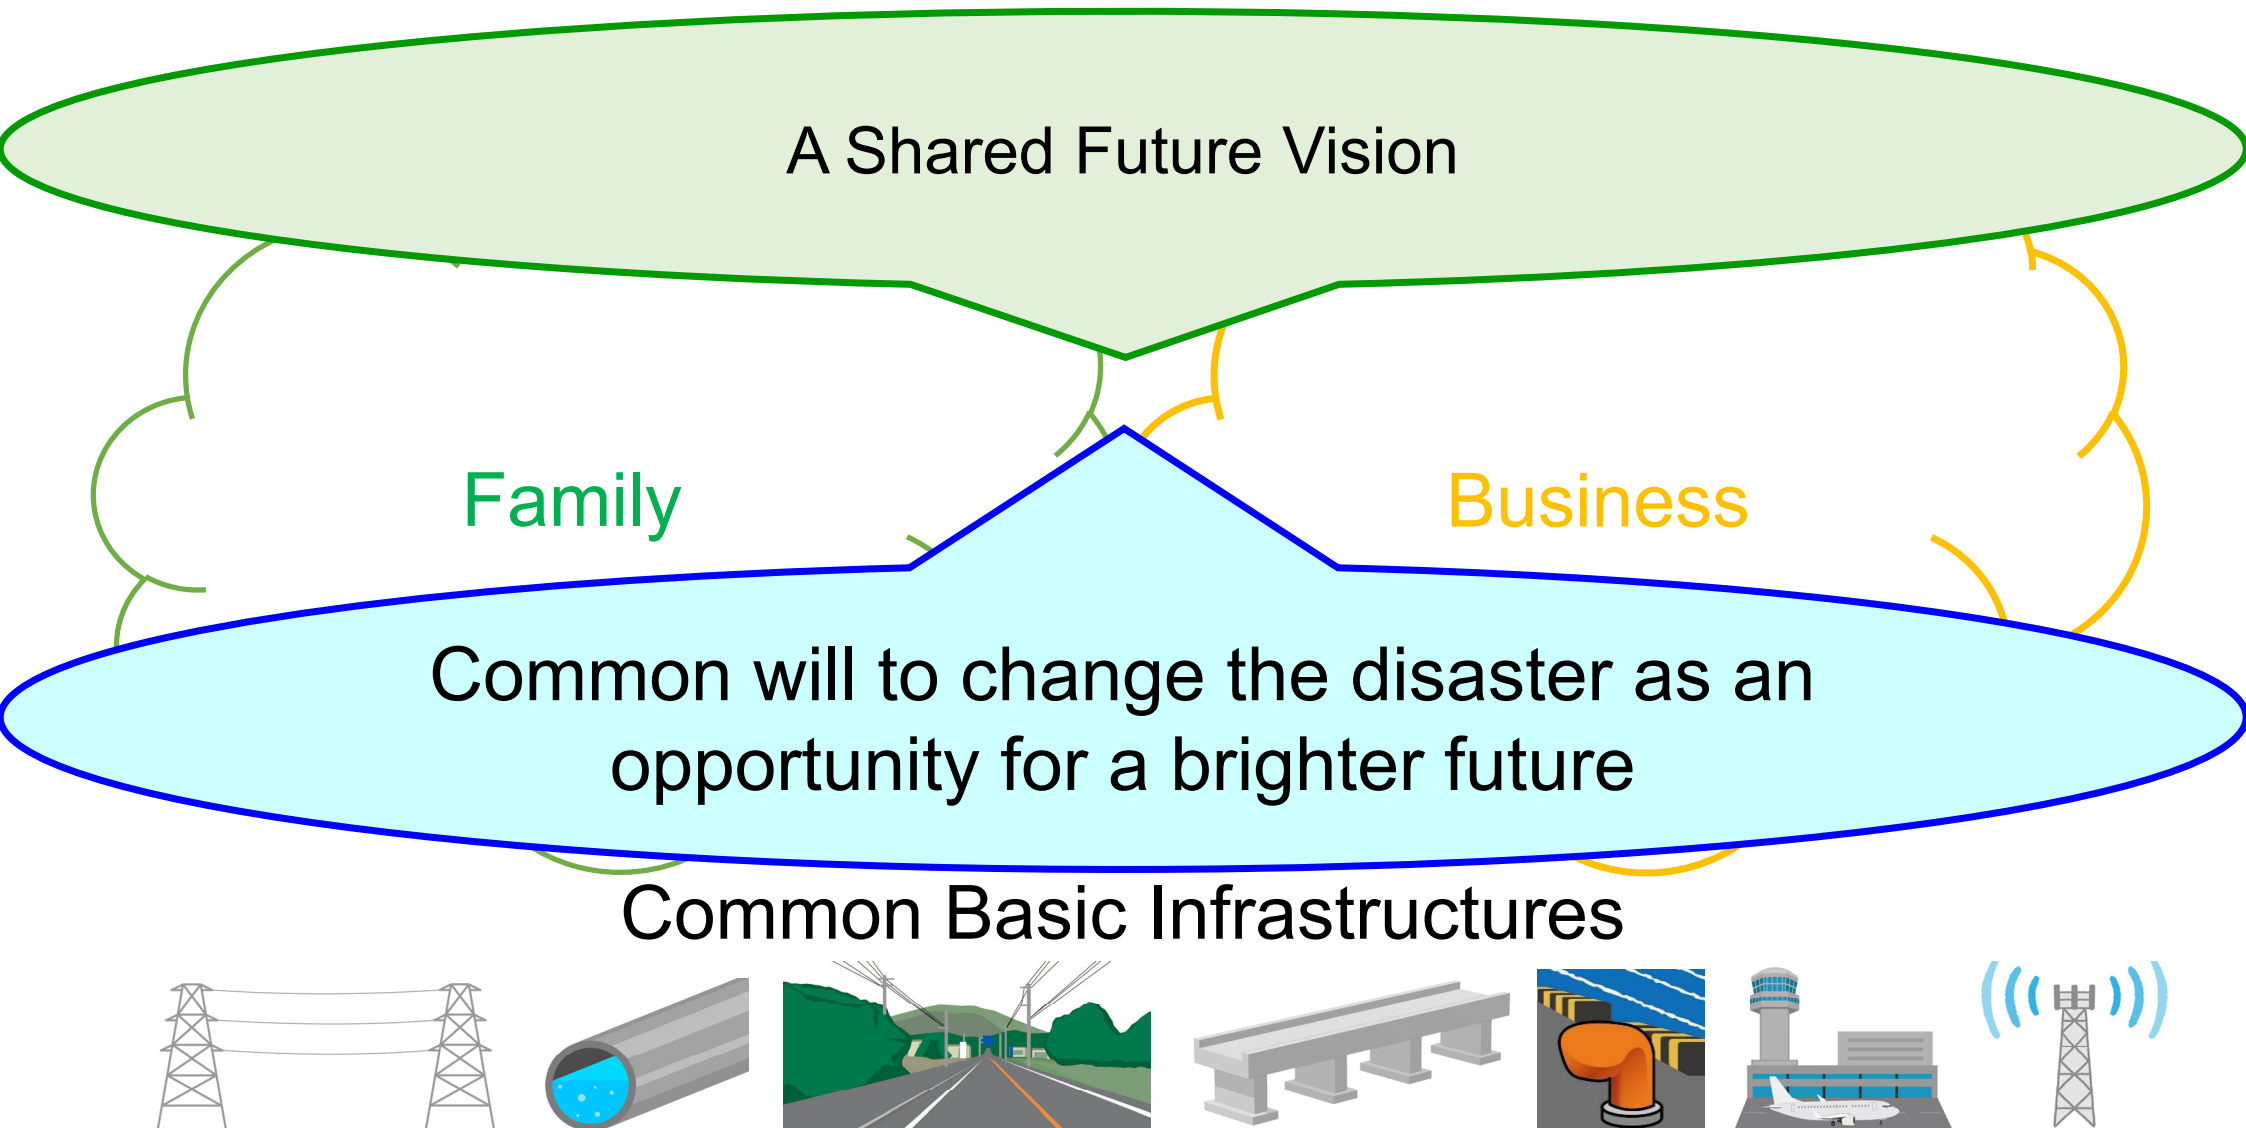 A Shared Future Vision
Family
Business
Common will to change the disaster as an
opportunity for a brighter future
Common Basic Infrastructures